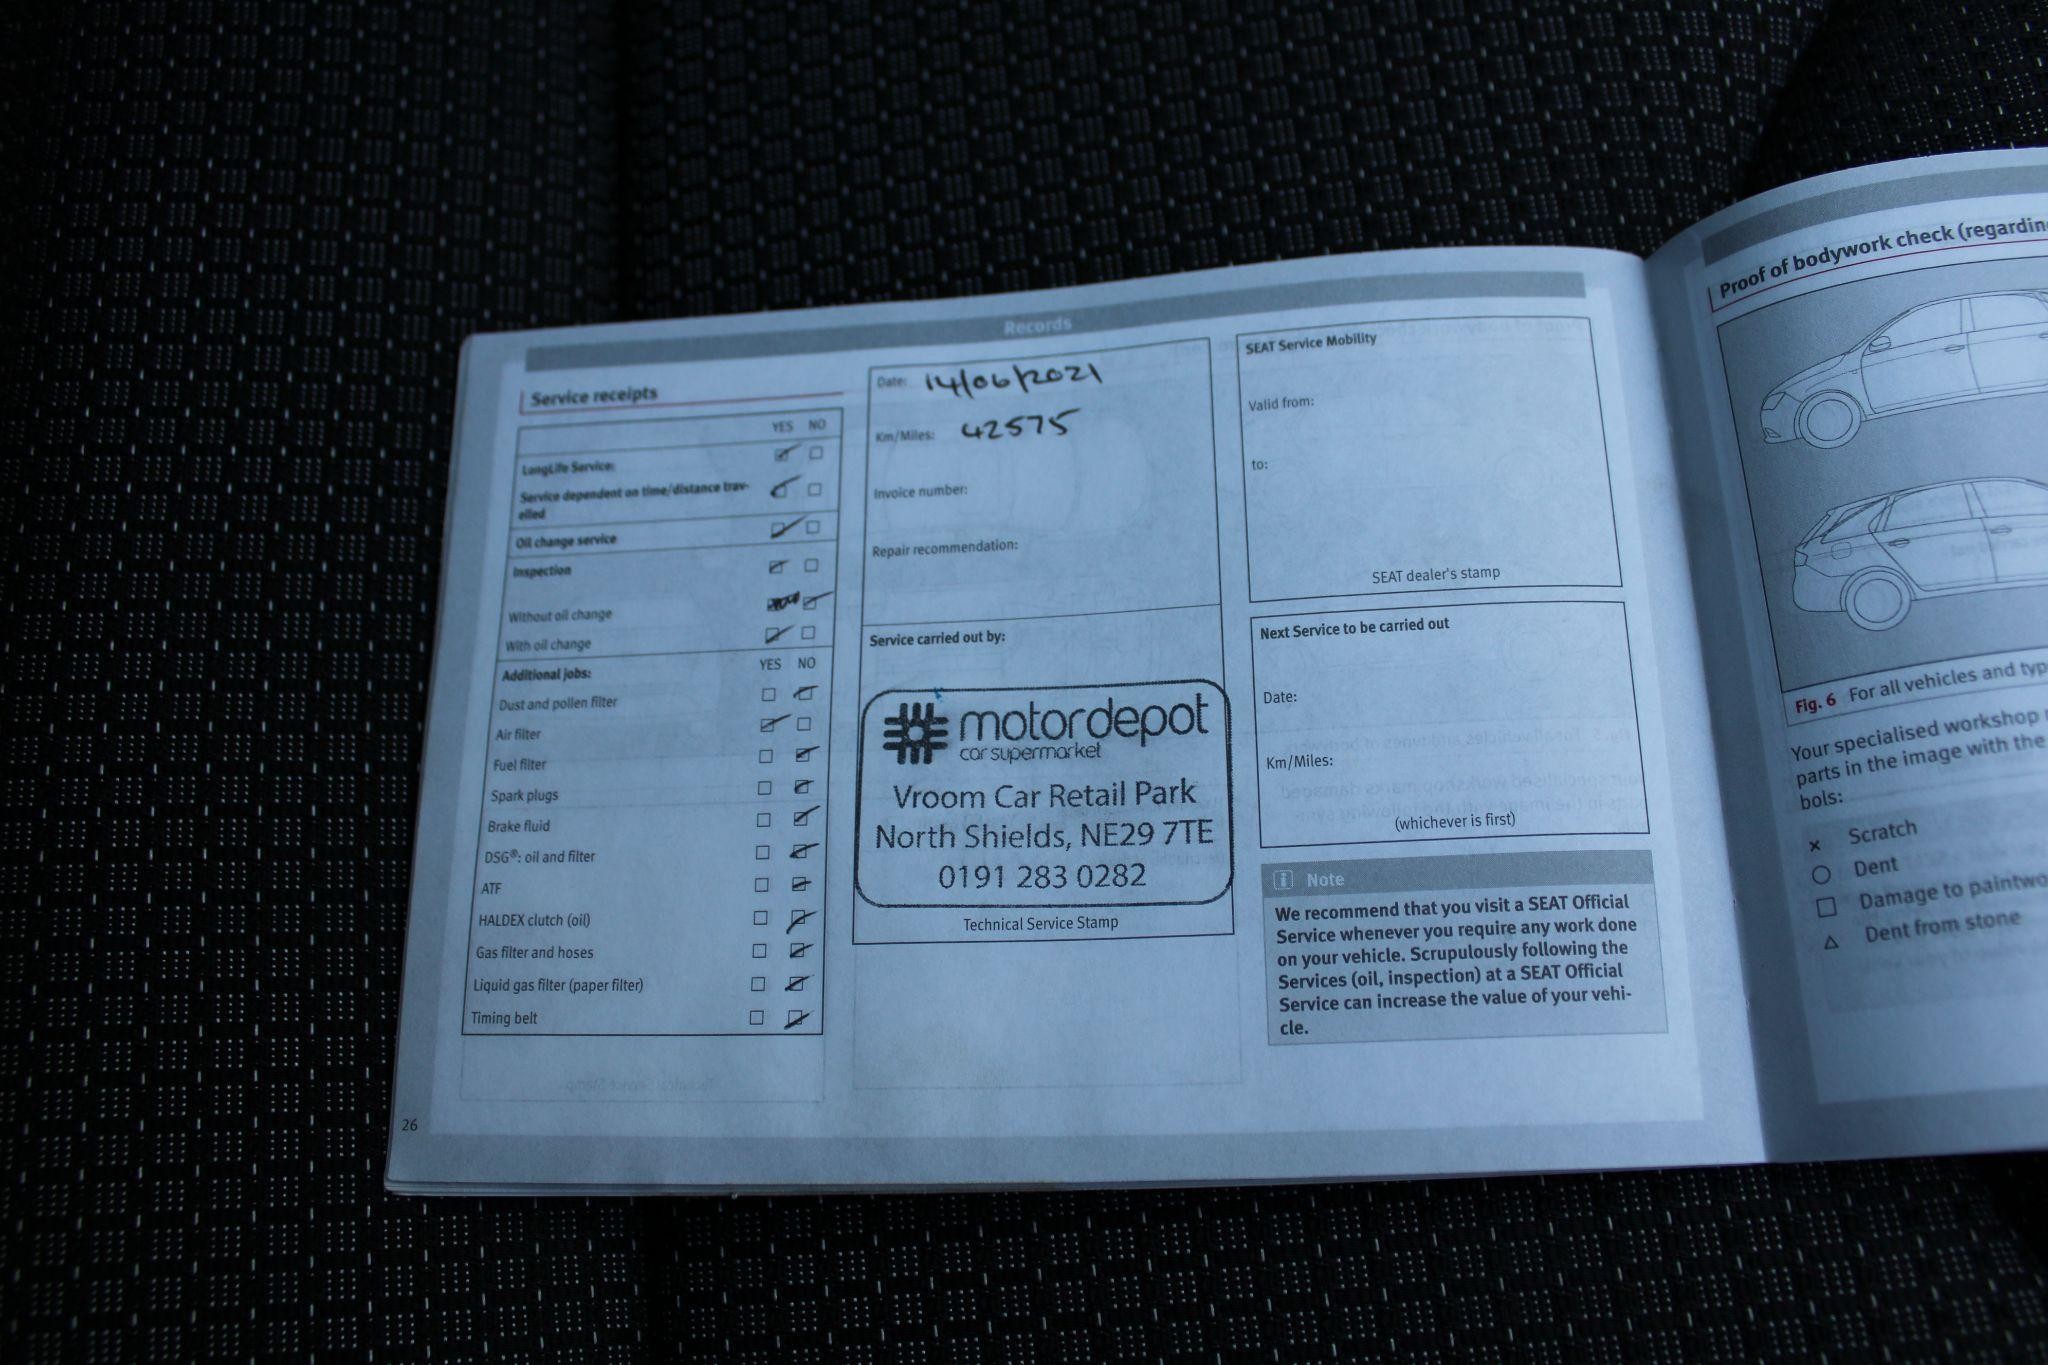 Records
Service receipts
YES NO
LongLife Service:
Service dependent on time/distance trav-
elled
Oil change service
Inspection
Without oil change
With oil change
Additional jobs: YES NO
Dust and pollen filter
Air filter
Fuel filter
Spark plugs
Brake fluid
DSG®: oil and filter
ATF
HALDEX clutch (oil)
Gas filter and hoses
Liquid gas filter (paper filter)
Timing belt
26
Date: 14/06/2021
Km/Miles: 42575
Invoice number:
Repair recommendation:
Service carried out by:
motordepot
car supermarket
Vroom Car Retail Park
North Shields, NE29 7TE
0191 283 0282
Technical Service Stamp
SEAT Service Mobility
Valid from:
to:
SEAT dealer's stamp
Next Service to be carried out
Date:
Km/Miles:
(whichever is first)
i Note
We recommend that you visit a SEAT Official
Service whenever you require any work done
on your vehicle. Scrupulously following the
Services (oil, inspection) at a SEAT Official
Service can increase the value of your vehi-
cle.
Proof of bodywork check (regarding
Fig. 6 For all vehicles and typ
Your specialised workshop
parts in the image with the
bols:
Scratch
Dent
Damage to paintwo
Dent from stone